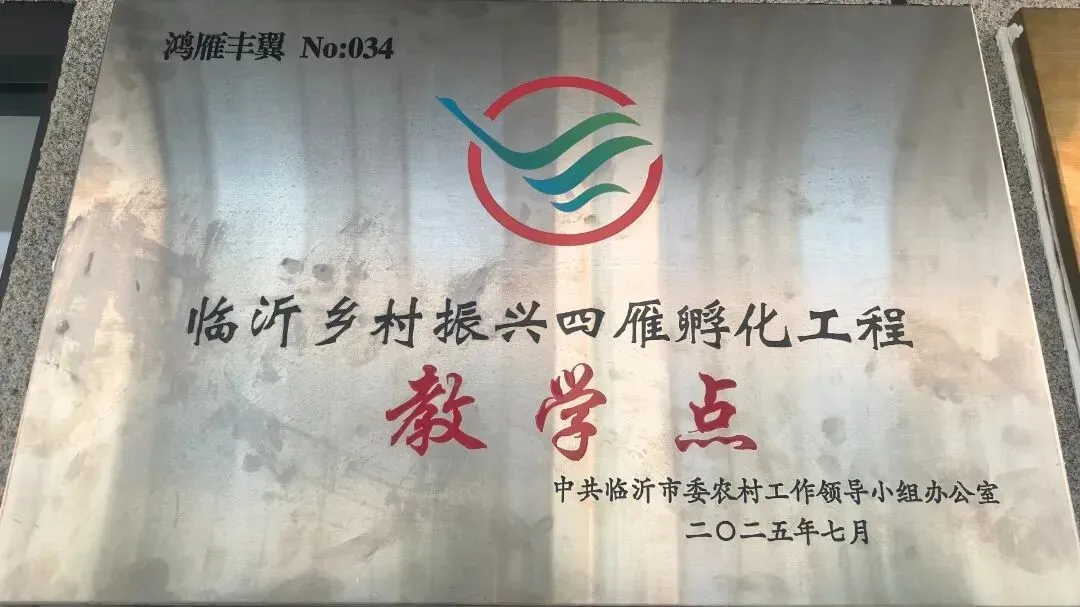 鸿雁丰翼 No:034
临沂乡村振兴四雁孵化工程
教学点
中共临沂市委农村工作领导小组办公室
二〇二五年七月